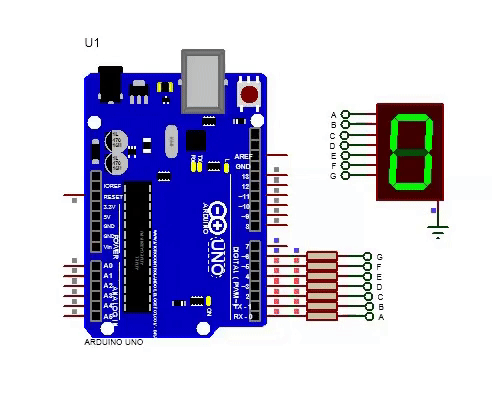 U1
A
B
C
D
E
F
G
AREF
GND
13
12
~11
~10
~9
8
IOREF
RESET
3.3V
5V
GND
GND
Vin
POWER
ARDUINO
UNO
DIGITAL (PWM~)
7
~6
~5
4
~3
2
TX - 1
RX - 0
G
F
E
D
C
B
A
A0
A1
A2
A3
A4
A5
ANALOG IN
ON
ARDUINO UNO